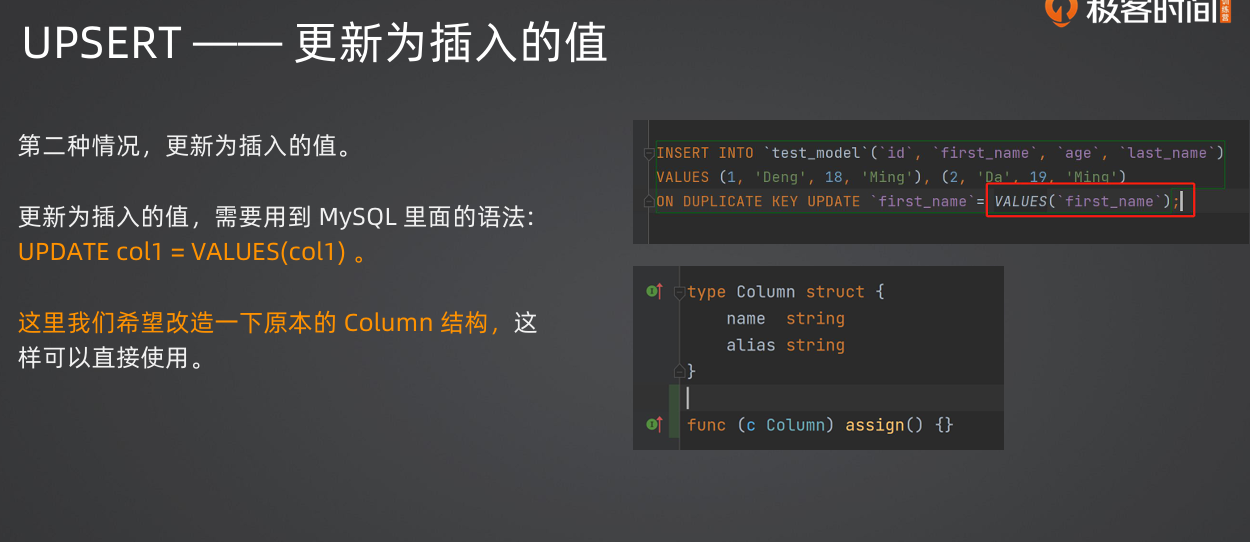 极客时间
训练营
UPSERT —— 更新为插入的值
第二种情况，更新为插入的值。
更新为插入的值，需要用到 MySQL 里面的语法：
UPDATE col1 = VALUES(col1) 。
这里我们希望改造一下原本的 Column 结构，这
样可以直接使用。
INSERT INTO `test_model`(`id`, `first_name`, `age`, `last_name`)
VALUES (1, 'Deng', 18, 'Ming'), (2, 'Da', 19, 'Ming')
ON DUPLICATE KEY UPDATE `first_name`= VALUES(`first_name`);
type Column struct {
name string
alias string
}
func (c Column) assign() {}